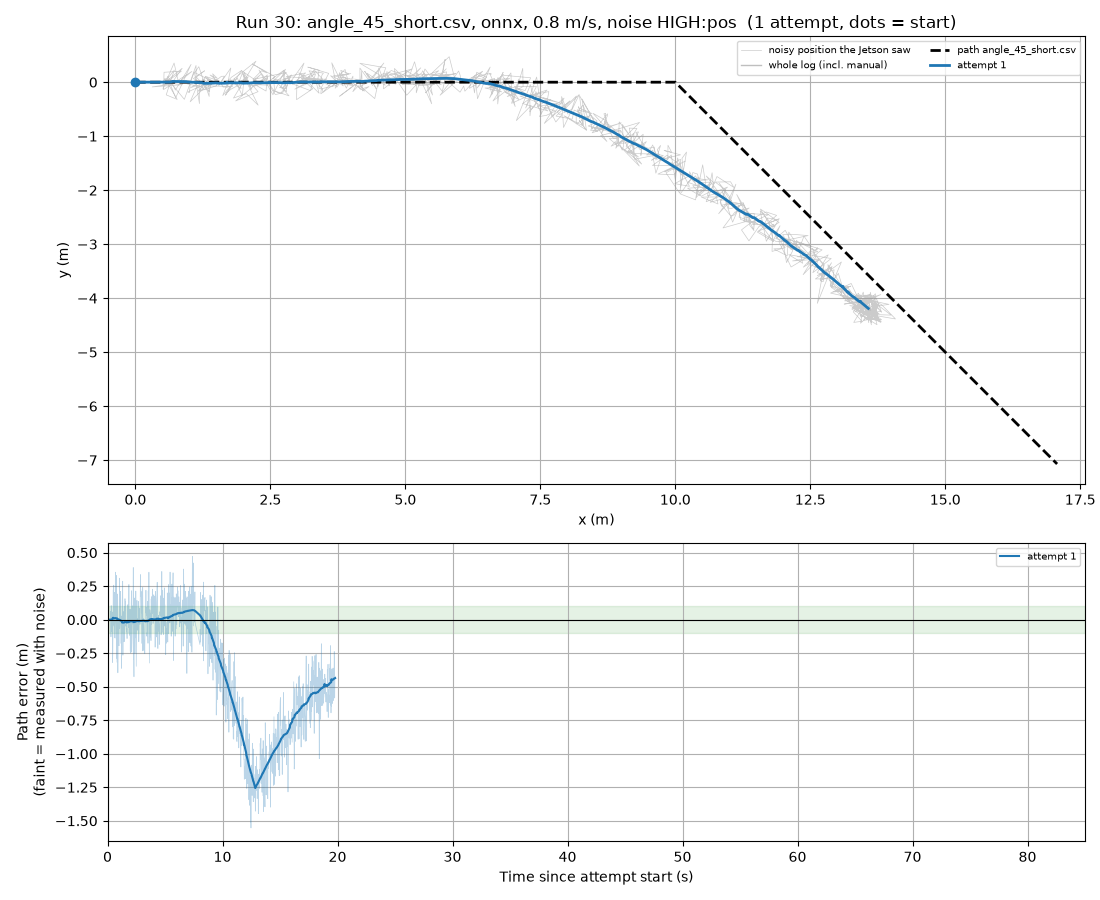 Run 30: angle_45_short.csv, onnx, 0.8 m/s, noise HIGH:pos  (1 attempt, dots = start)
noisy position the Jetson saw
whole log (incl. manual)
path angle_45_short.csv
attempt 1
0
−1
−2
−3
−4
−5
−6
−7
y (m)
0.0 2.5 5.0 7.5 10.0 12.5 15.0 17.5
x (m)
attempt 1
0.50
0.25
0.00
−0.25
−0.50
−0.75
−1.00
−1.25
−1.50
Path error (m)
(faint = measured with noise)
0 10 20 30 40 50 60 70 80
Time since attempt start (s)